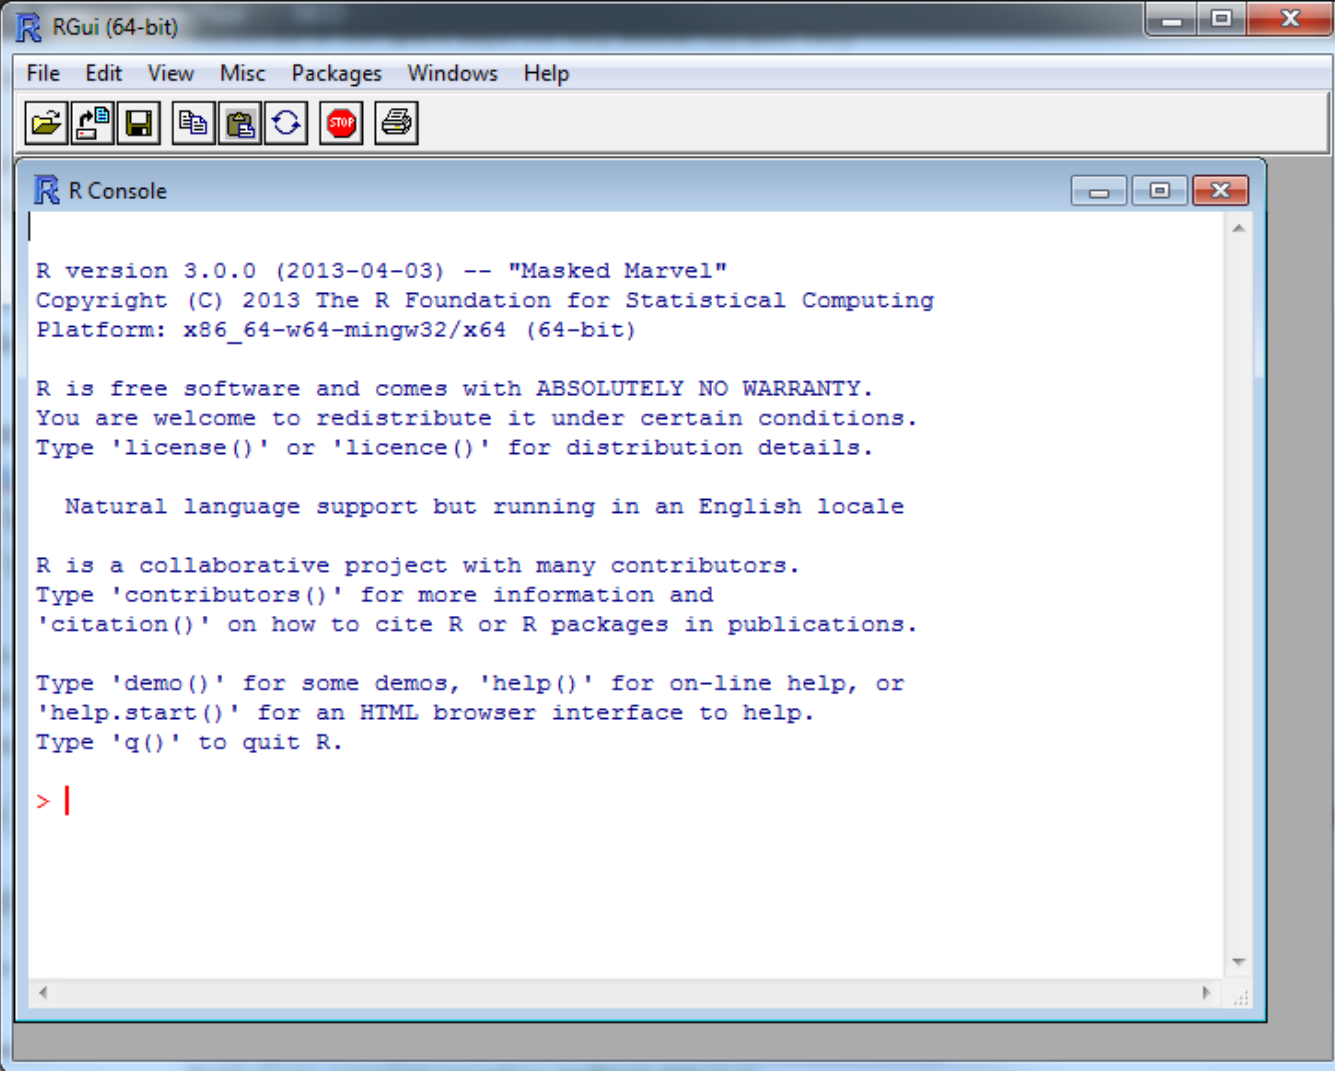 RGui (64-bit)
File Edit View Misc Packages Windows Help
STOP
R Console
R version 3.0.0 (2013-04-03) -- "Masked Marvel"
Copyright (C) 2013 The R Foundation for Statistical Computing
Platform: x86_64-w64-mingw32/x64 (64-bit)
R is free software and comes with ABSOLUTELY NO WARRANTY.
You are welcome to redistribute it under certain conditions.
Type 'license()' or 'licence()' for distribution details.
Natural language support but running in an English locale
R is a collaborative project with many contributors.
Type 'contributors()' for more information and
'citation()' on how to cite R or R packages in publications.
Type 'demo()' for some demos, 'help()' for on-line help, or
'help.start()' for an HTML browser interface to help.
Type 'q()' to quit R.
>